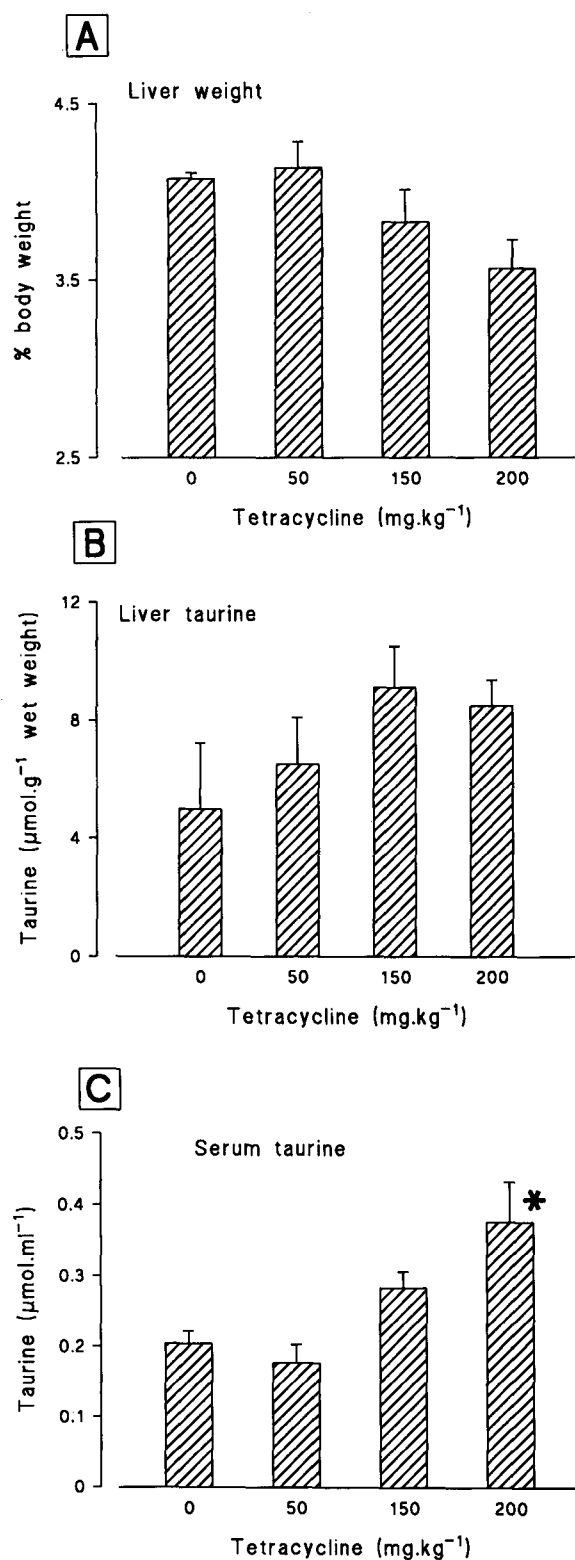 A
Liver weight
4.5
3.5
2.5
% body weight
0 50 150 200
Tetracycline (mg.kg⁻¹)
B
Liver taurine
12
8
4
0
Taurine (μmol.g⁻¹ wet weight)
0 50 150 200
Tetracycline (mg.kg⁻¹)
C
Serum taurine
0.5
0.4
0.3
0.2
0.1
0
Taurine (μmol.ml⁻¹)
*
0 50 150 200
Tetracycline (mg.kg⁻¹)